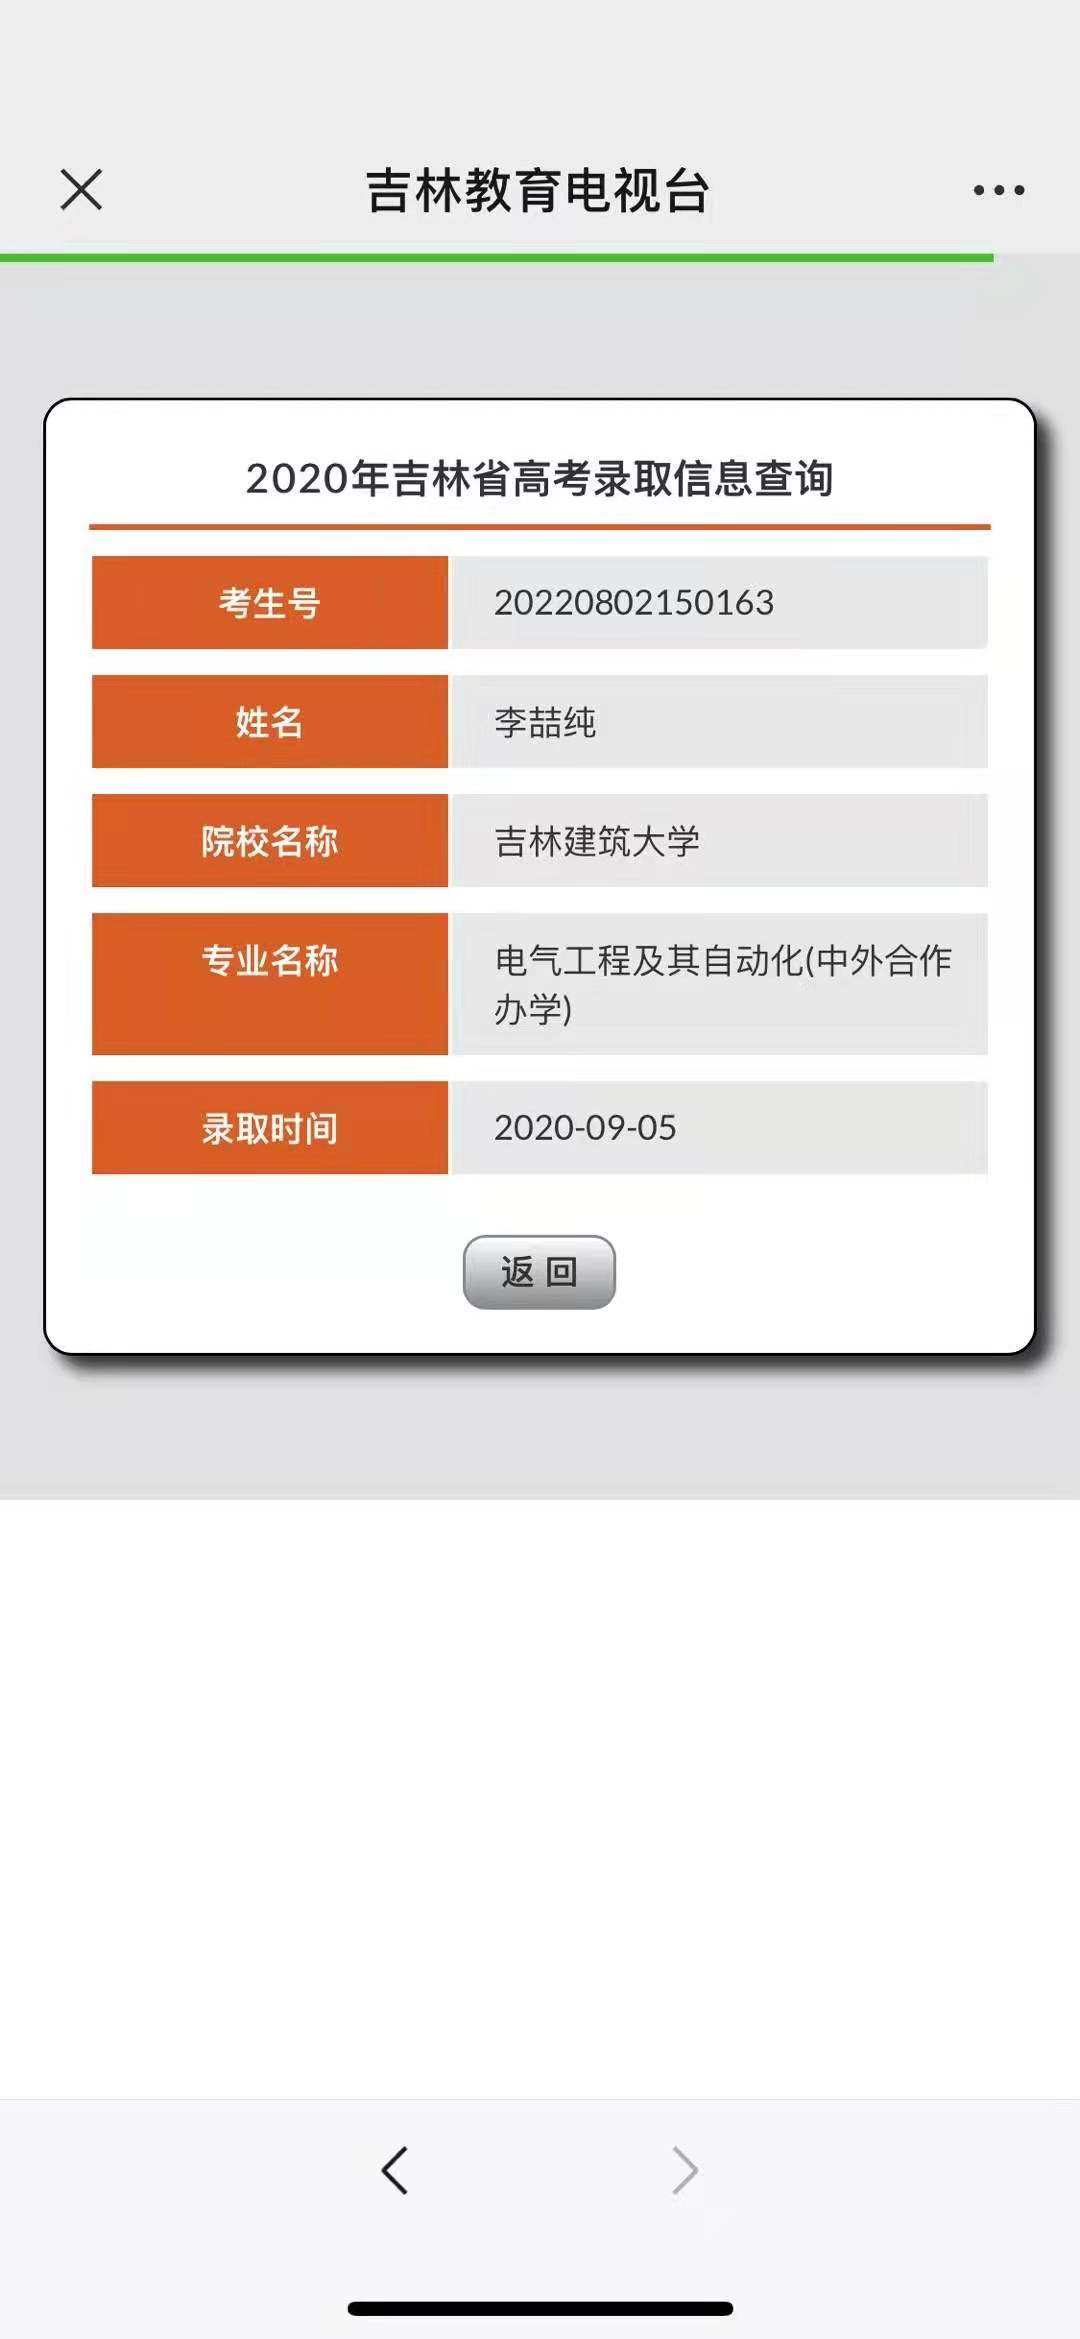 吉林教育电视台
2020年吉林省高考录取信息查询
考生号 20220802150163
姓名 李喆纯
院校名称 吉林建筑大学
专业名称 电气工程及其自动化(中外合作
办学)
录取时间 2020-09-05
返 回